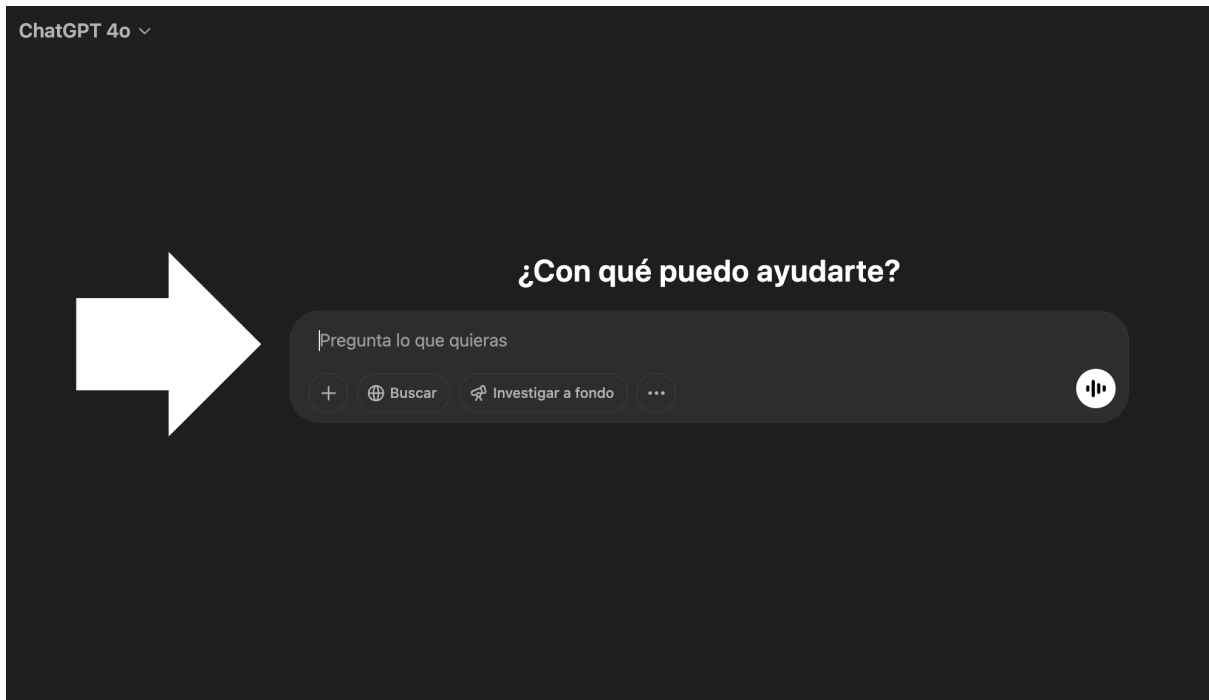 ChatGPT 4o
¿Con qué puedo ayudarte?
Pregunta lo que quieras
Buscar Investigar a fondo